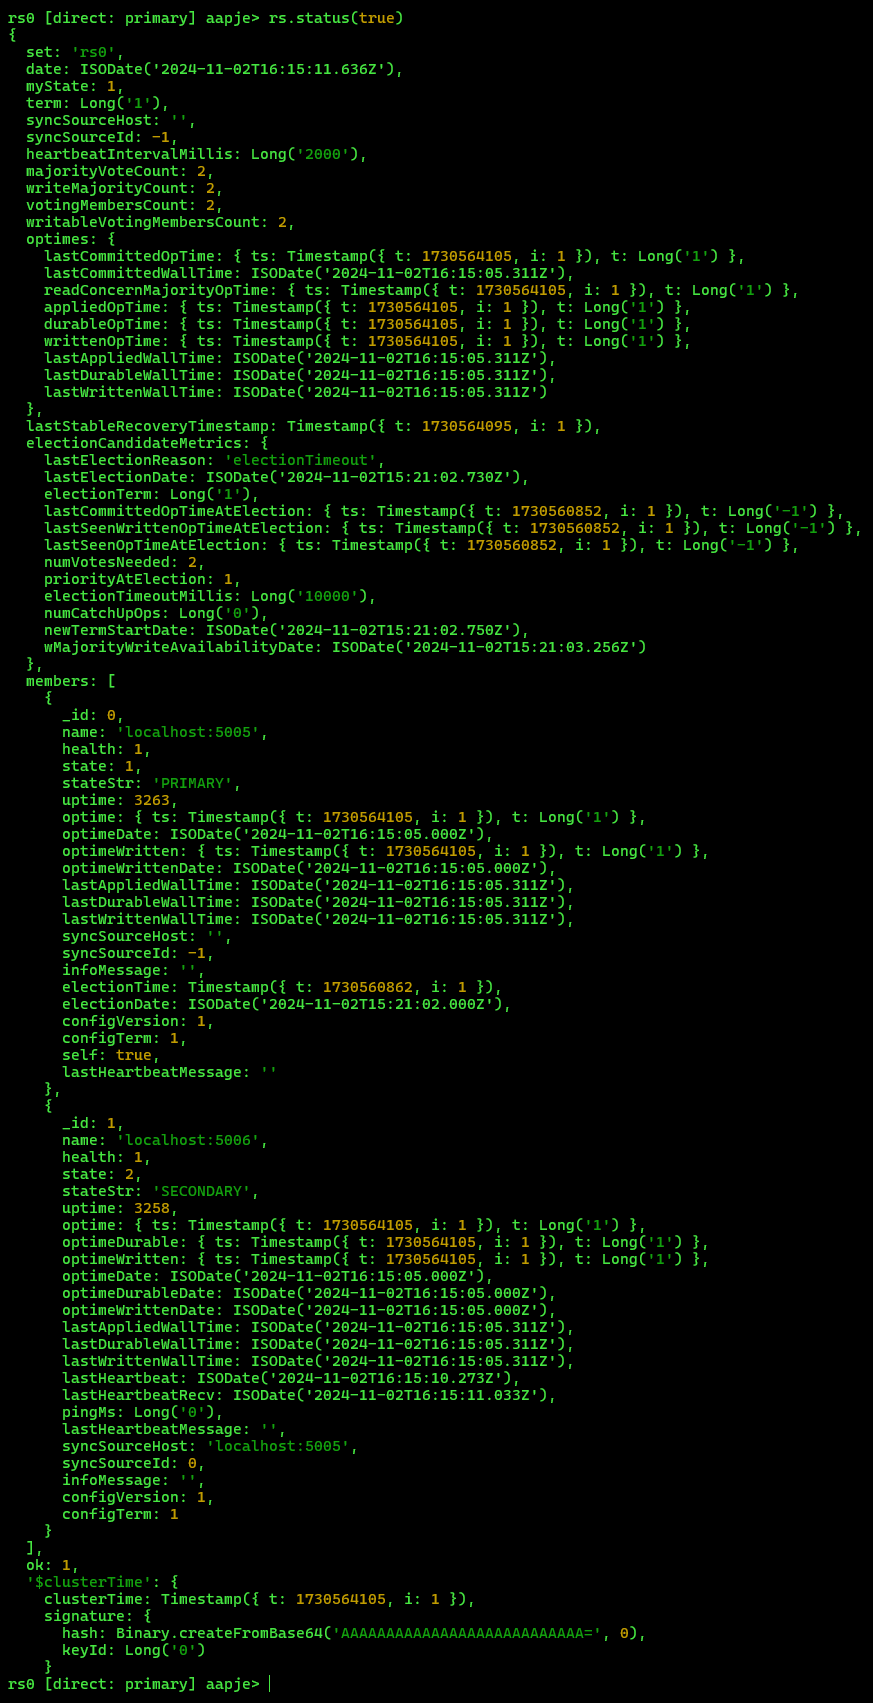 rs0 [direct: primary] aapje> rs.status(true)
{
  set: 'rs0',
  date: ISODate('2024-11-02T16:15:11.636Z'),
  myState: 1,
  term: Long('1'),
  syncSourceHost: '',
  syncSourceId: -1,
  heartbeatIntervalMillis: Long('2000'),
  majorityVoteCount: 2,
  writeMajorityCount: 2,
  votingMembersCount: 2,
  writableVotingMembersCount: 2,
  optimes: {
    lastCommittedOpTime: { ts: Timestamp({ t: 1730564105, i: 1 }), t: Long('1') },
    lastCommittedWallTime: ISODate('2024-11-02T16:15:05.311Z'),
    readConcernMajorityOpTime: { ts: Timestamp({ t: 1730564105, i: 1 }), t: Long('1') },
    appliedOpTime: { ts: Timestamp({ t: 1730564105, i: 1 }), t: Long('1') },
    durableOpTime: { ts: Timestamp({ t: 1730564105, i: 1 }), t: Long('1') },
    writtenOpTime: { ts: Timestamp({ t: 1730564105, i: 1 }), t: Long('1') },
    lastAppliedWallTime: ISODate('2024-11-02T16:15:05.311Z'),
    lastDurableWallTime: ISODate('2024-11-02T16:15:05.311Z'),
    lastWrittenWallTime: ISODate('2024-11-02T16:15:05.311Z')
  },
  lastStableRecoveryTimestamp: Timestamp({ t: 1730564095, i: 1 }),
  electionCandidateMetrics: {
    lastElectionReason: 'electionTimeout',
    lastElectionDate: ISODate('2024-11-02T15:21:02.730Z'),
    electionTerm: Long('1'),
    lastCommittedOpTimeAtElection: { ts: Timestamp({ t: 1730560852, i: 1 }), t: Long('-1') },
    lastSeenWrittenOpTimeAtElection: { ts: Timestamp({ t: 1730560852, i: 1 }), t: Long('-1') },
    lastSeenOpTimeAtElection: { ts: Timestamp({ t: 1730560852, i: 1 }), t: Long('-1') },
    numVotesNeeded: 2,
    priorityAtElection: 1,
    electionTimeoutMillis: Long('10000'),
    numCatchUpOps: Long('0'),
    newTermStartDate: ISODate('2024-11-02T15:21:02.750Z'),
    wMajorityWriteAvailabilityDate: ISODate('2024-11-02T15:21:03.256Z')
  },
  members: [
    {
      _id: 0,
      name: 'localhost:5005',
      health: 1,
      state: 1,
      stateStr: 'PRIMARY',
      uptime: 3263,
      optime: { ts: Timestamp({ t: 1730564105, i: 1 }), t: Long('1') },
      optimeDate: ISODate('2024-11-02T16:15:05.000Z'),
      optimeWritten: { ts: Timestamp({ t: 1730564105, i: 1 }), t: Long('1') },
      optimeWrittenDate: ISODate('2024-11-02T16:15:05.000Z'),
      lastAppliedWallTime: ISODate('2024-11-02T16:15:05.311Z'),
      lastDurableWallTime: ISODate('2024-11-02T16:15:05.311Z'),
      lastWrittenWallTime: ISODate('2024-11-02T16:15:05.311Z'),
      syncSourceHost: '',
      syncSourceId: -1,
      infoMessage: '',
      electionTime: Timestamp({ t: 1730560862, i: 1 }),
      electionDate: ISODate('2024-11-02T15:21:02.000Z'),
      configVersion: 1,
      configTerm: 1,
      self: true,
      lastHeartbeatMessage: ''
    },
    {
      _id: 1,
      name: 'localhost:5006',
      health: 1,
      state: 2,
      stateStr: 'SECONDARY',
      uptime: 3258,
      optime: { ts: Timestamp({ t: 1730564105, i: 1 }), t: Long('1') },
      optimeDurable: { ts: Timestamp({ t: 1730564105, i: 1 }), t: Long('1') },
      optimeWritten: { ts: Timestamp({ t: 1730564105, i: 1 }), t: Long('1') },
      optimeDate: ISODate('2024-11-02T16:15:05.000Z'),
      optimeDurableDate: ISODate('2024-11-02T16:15:05.000Z'),
      optimeWrittenDate: ISODate('2024-11-02T16:15:05.000Z'),
      lastAppliedWallTime: ISODate('2024-11-02T16:15:05.311Z'),
      lastDurableWallTime: ISODate('2024-11-02T16:15:05.311Z'),
      lastWrittenWallTime: ISODate('2024-11-02T16:15:05.311Z'),
      lastHeartbeat: ISODate('2024-11-02T16:15:10.273Z'),
      lastHeartbeatRecv: ISODate('2024-11-02T16:15:11.033Z'),
      pingMs: Long('0'),
      lastHeartbeatMessage: '',
      syncSourceHost: 'localhost:5005',
      syncSourceId: 0,
      infoMessage: '',
      configVersion: 1,
      configTerm: 1
    }
  ],
  ok: 1,
  '$clusterTime': {
    clusterTime: Timestamp({ t: 1730564105, i: 1 }),
    signature: {
      hash: Binary.createFromBase64('AAAAAAAAAAAAAAAAAAAAAAAAAAA=', 0),
      keyId: Long('0')
    }
rs0 [direct: primary] aapje>